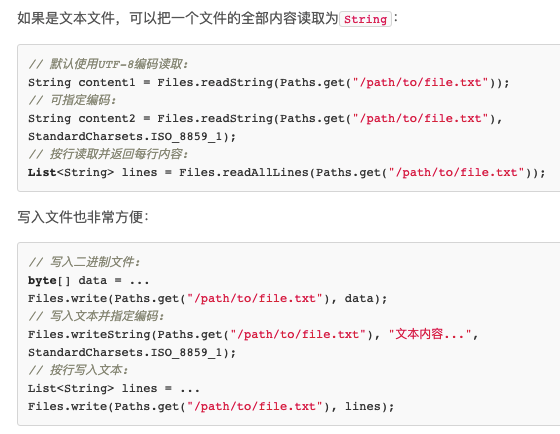 如果是文本文件，可以把一个文件的全部内容读取为String：
// 默认使用UTF-8编码读取:
String content1 = Files.readString(Paths.get("/path/to/file.txt"));
// 可指定编码:
String content2 = Files.readString(Paths.get("/path/to/file.txt"),
StandardCharsets.ISO_8859_1);
// 按行读取并返回每行内容:
List<String> lines = Files.readAllLines(Paths.get("/path/to/file.txt"));
写入文件也非常方便：
// 写入二进制文件:
byte[] data = ...
Files.write(Paths.get("/path/to/file.txt"), data);
// 写入文本并指定编码:
Files.writeString(Paths.get("/path/to/file.txt"), "文本内容...",
StandardCharsets.ISO_8859_1);
// 按行写入文本:
List<String> lines = ...
Files.write(Paths.get("/path/to/file.txt"), lines);